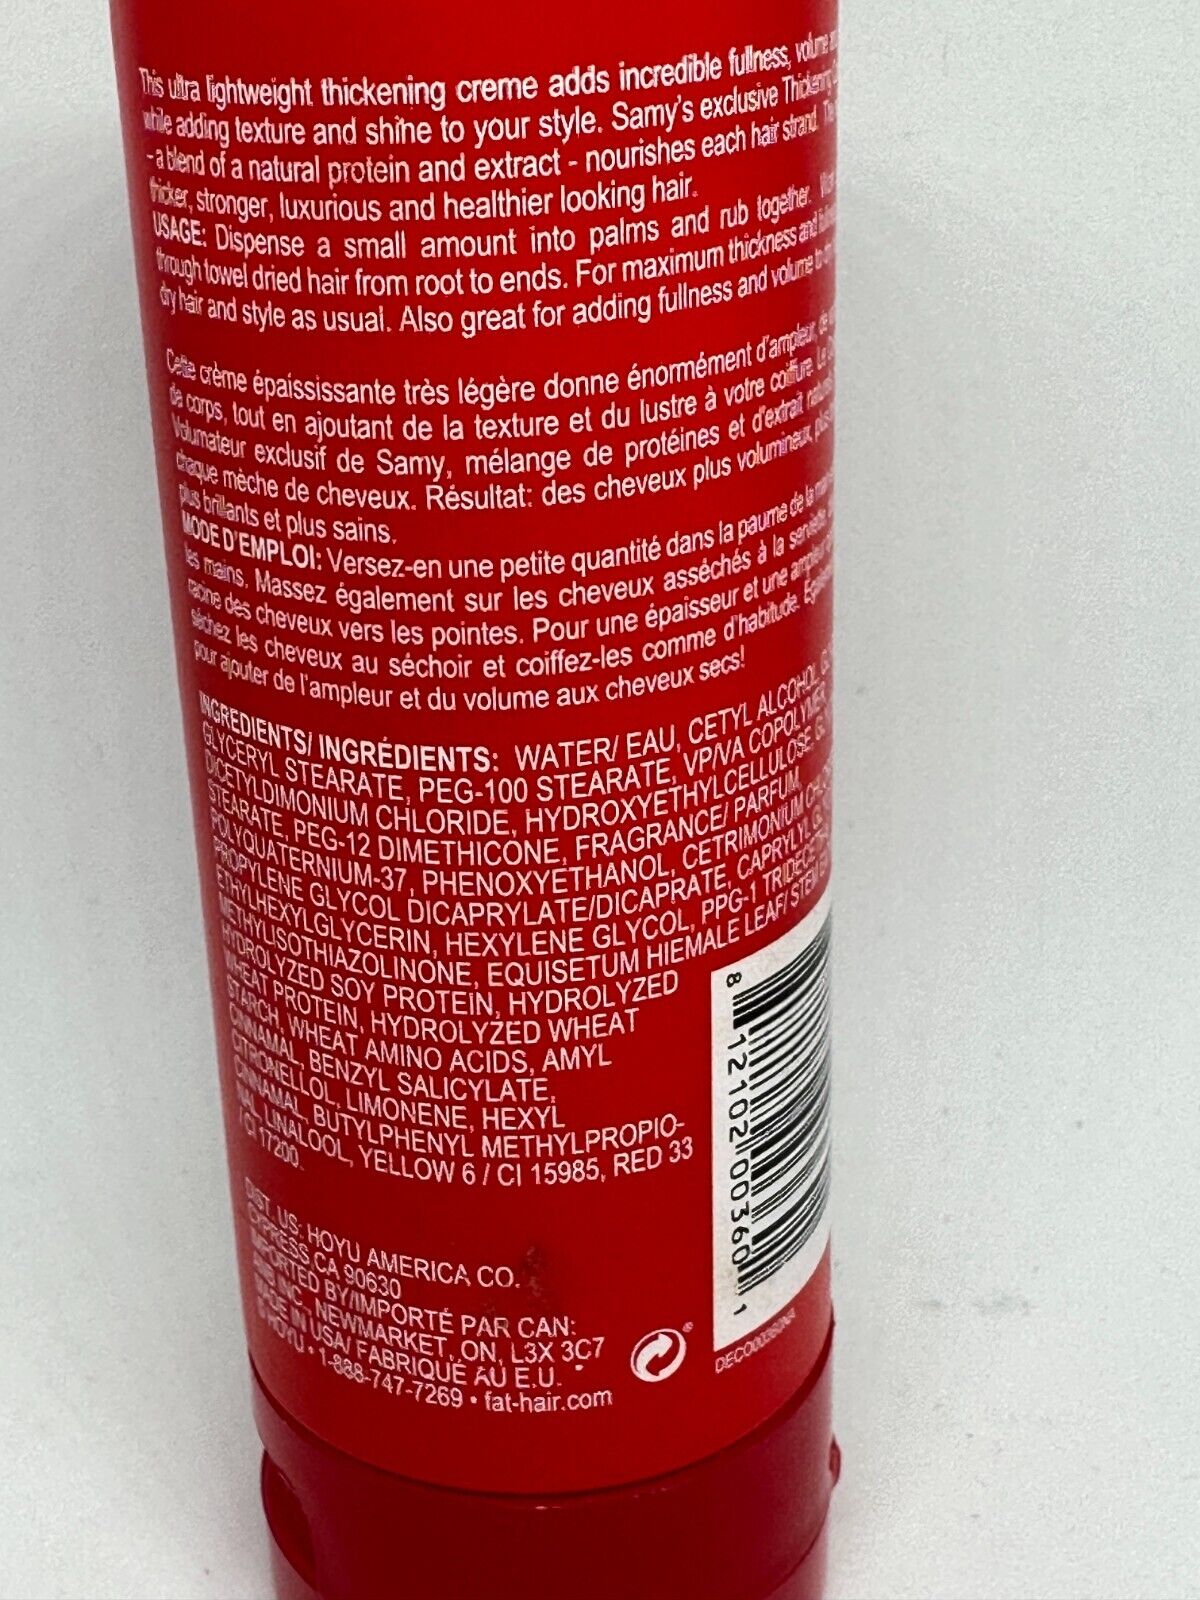 This ultra lightweight thickening creme adds incredible fullness, volume
while adding texture and shine to your style. Samy's exclusive Thickening
- a blend of a natural protein and extract - nourishes each hair strand. The
thicker, stronger, luxurious and healthier looking hair.
USAGE: Dispense a small amount into palms and rub together.
through towel dried hair from root to ends. For maximum thickness and
dry hair and style as usual. Also great for adding fullness and volume to
Cette crème épaississante très légère donne énormément d'ampleur, de
de corps, tout en ajoutant de la texture et du lustre à votre coiffure. Le
Volumateur exclusif de Samy, mélange de protéines et d'extrait
chaque mèche de cheveux. Résultat: des cheveux plus volumineux, plus
plus brillants et plus sains.
MODE D'EMPLOI: Versez-en une petite quantité dans la paume de la
les mains. Massez également sur les cheveux asséchés à la serviette
racine des cheveux vers les pointes. Pour une épaisseur et une ampleur
séchez les cheveux au séchoir et coiffez-les comme d'habitude.
pour ajouter de l'ampleur et du volume aux cheveux secs!
INGREDIENTS/ INGRÉDIENTS: WATER/ EAU, CETYL ALCOHOL,
GLYCERYL STEARATE, PEG-100 STEARATE, VP/VA COPOLYMER,
DICETYLDIMONIUM CHLORIDE, HYDROXYETHYLCELLULOSE,
STEARATE, PEG-12 DIMETHICONE, FRAGRANCE/ PARFUM,
POLYQUATERNIUM-37, PHENOXYETHANOL, CETRIMONIUM
PROPYLENE GLYCOL DICAPRYLATE/DICAPRATE, CAPRYLYL
ETHYLHEXYLGLYCERIN, HEXYLENE GLYCOL, PPG-1
METHYLISOTHIAZOLINONE, EQUISETUM HIEMALE LEAF/ STEM
HYDROLYZED SOY PROTEIN, HYDROLYZED
WHEAT PROTEIN, HYDROLYZED WHEAT
STARCH, WHEAT AMINO ACIDS, AMYL
CINNAMAL, BENZYL SALICYLATE,
CITRONELLOL, LIMONENE, HEXYL
CINNAMAL, BUTYLPHENYL METHYLPROPIO-
NAL, LINALOOL, YELLOW 6 / CI 15985, RED 33
/ CI 17200.
DIST. US: HOYU AMERICA CO.
CYPRESS, CA 90630
IMPORTED BY/IMPORTÉ PAR CAN:
INC., NEWMARKET, ON, L3X 3C7
MADE IN USA/ FABRIQUÉ AU E.U.
HOYU • 1-888-747-7269 • fat-hair.com
8 12102 00360 1